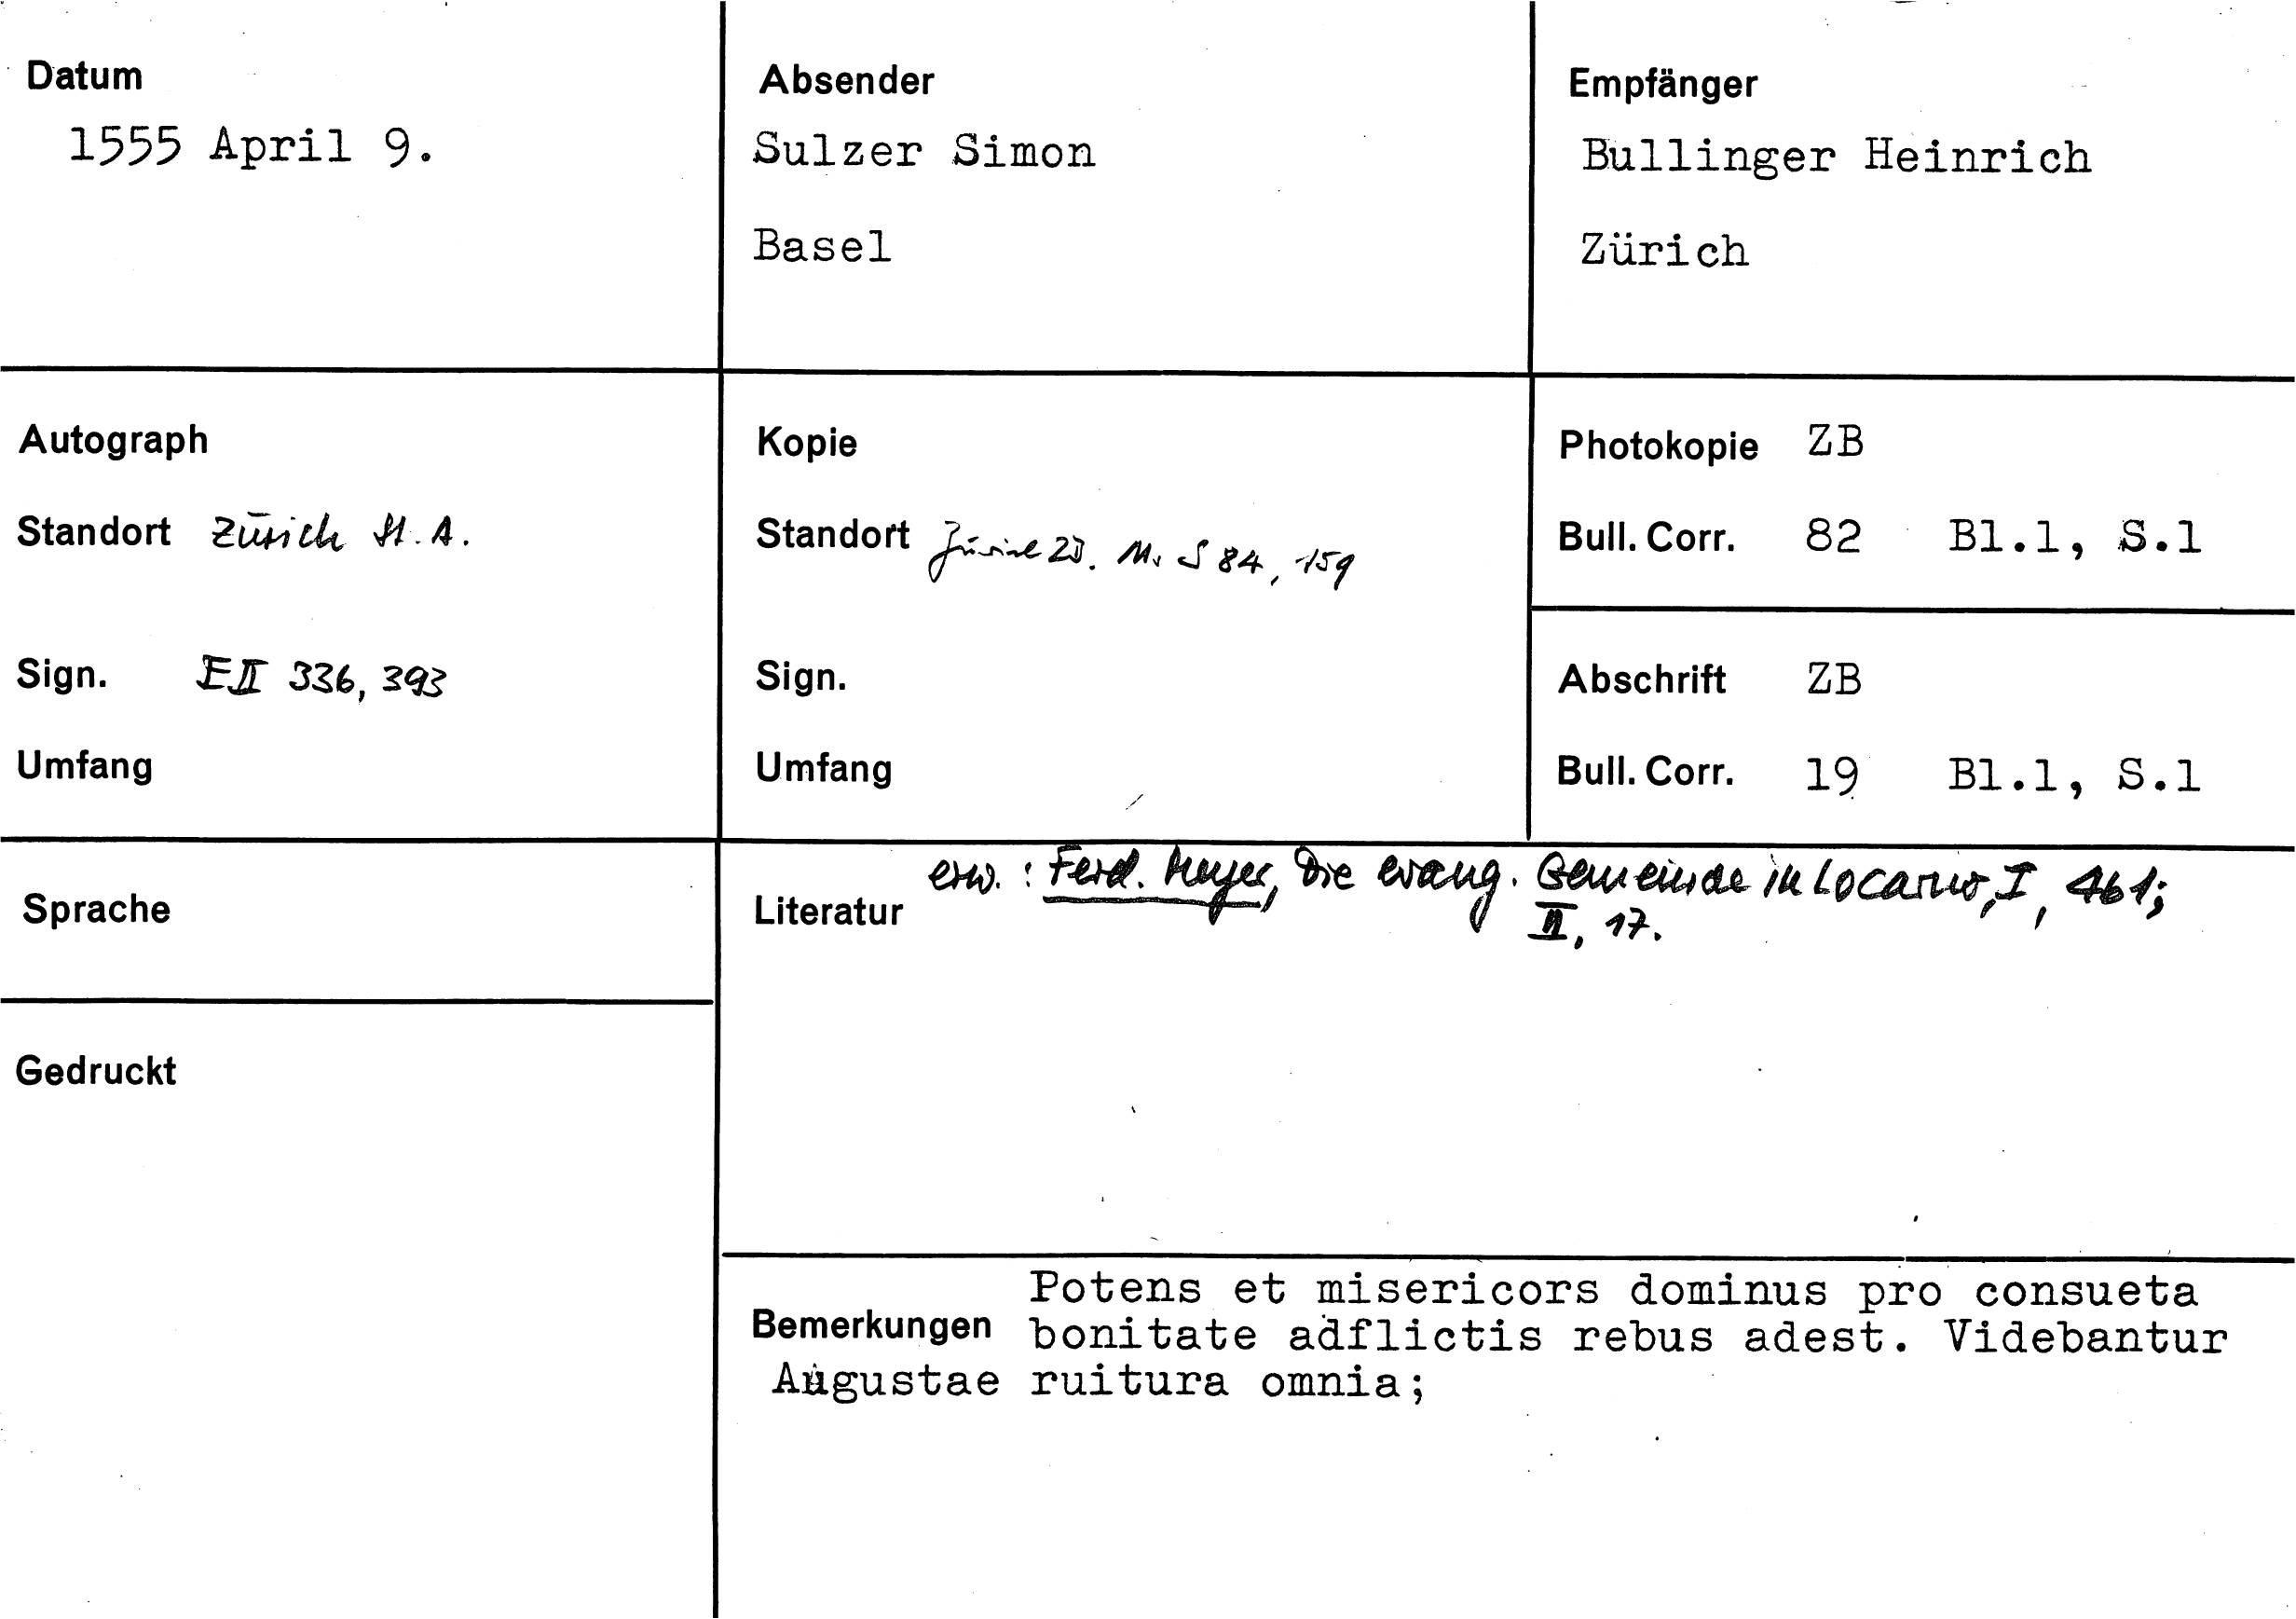 Datum
1555 April 9.
Absender
Sulzer Simon
Basel
Empfänger
Bullinger Heinrich
Zürich
Autograph
Standort Zürich St. A.
Sign. E II 336, 393
Umfang
Kopie
Standort Zürich ZB. Ms S 84, 159
Sign.
Umfang
Photokopie ZB
Bull. Corr. 82 Bl.1, S.1
Abschrift ZB
Bull. Corr. 19 Bl.1, S.1
Sprache
Gedruckt
Literatur erw.: Ferd. Meyer, Die evang. Gemeinde in Locarno, I, 461;
II, 17.
Potens et misericors dominus pro consueta
Bemerkungen bonitate adflictis rebus adest. Videbantur
Augustae ruitura omnia;